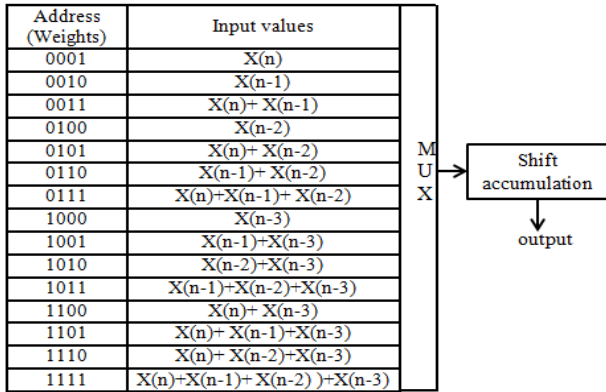 Address (Weights) Input values
0001 X(n)
0010 X(n-1)
0011 X(n)+ X(n-1)
0100 X(n-2)
0101 X(n)+ X(n-2)
0110 X(n-1)+ X(n-2)
0111 X(n)+X(n-1)+ X(n-2)
1000 X(n-3)
1001 X(n-1)+X(n-3)
1010 X(n-2)+X(n-3)
1011 X(n-1)+X(n-2)+X(n-3)
1100 X(n)+ X(n-3)
1101 X(n)+ X(n-1)+X(n-3)
1110 X(n)+ X(n-2)+X(n-3)
1111 X(n)+X(n-1)+ X(n-2) )+X(n-3)
M
U
X
Shift
accumulation
output